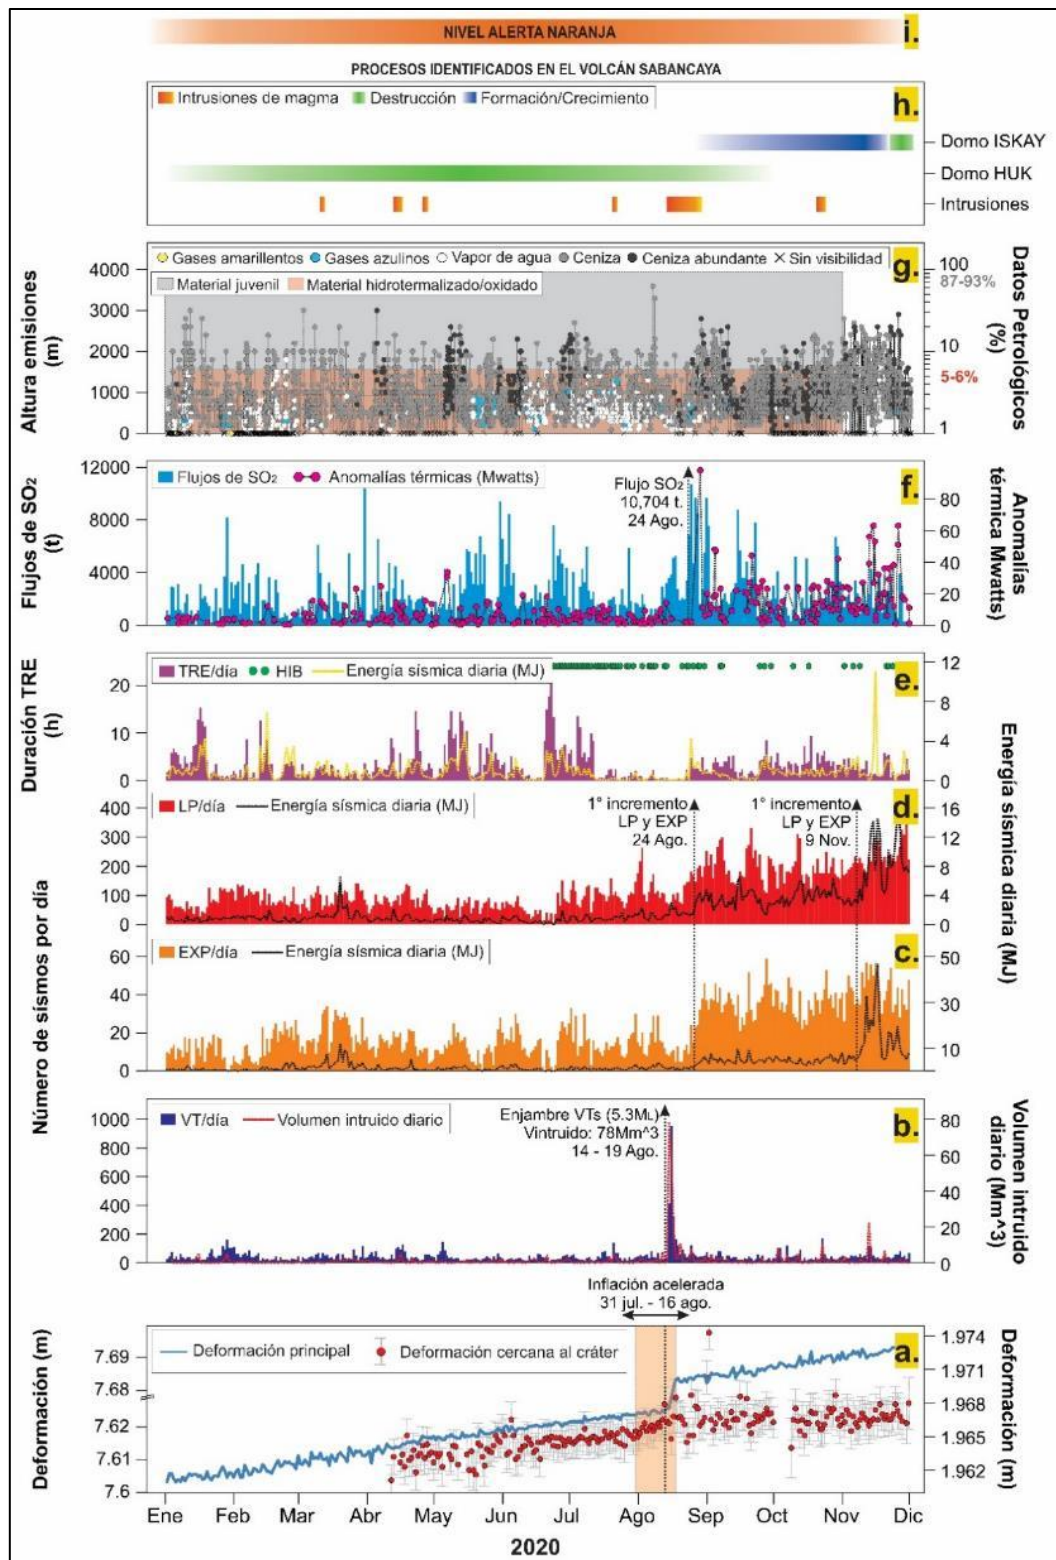 NIVEL ALERTA NARANJA
i.
PROCESOS IDENTIFICADOS EN EL VOLCÁN SABANCAYA
Intrusiones de magma Destrucción Formación/Crecimiento
h.
Domo ISKAY
Domo HUK
Intrusiones
Gases amarillentos Gases azulinos Vapor de agua Ceniza Ceniza abundante Sin visibilidad
Material juvenil Material hidrotermalizado/oxidado
g.
Altura emisiones (m)
4000
3000
2000
1000
0
100
87-93%
10
5-6%
1
Datos Petrológicos (%)
Flujos de SO₂ Anomalías térmicas (Mwatts)
f.
Flujo SO₂
10,704 t.
24 Ago.
Flujos de SO₂ (t)
12000
8000
4000
0
80
60
40
20
0
Anomalías térmica Mwatts)
TRE/día HIB Energía sísmica diaria (MJ)
e.
Duración TRE (h)
20
10
0
12
8
4
0
LP/día Energía sísmica diaria (MJ)
d.
1° incremento
LP y EXP
24 Ago.
1° incremento
LP y EXP
9 Nov.
400
300
200
100
0
16
12
8
4
0
Energía sísmica diaria (MJ)
EXP/día Energía sísmica diaria (MJ)
c.
60
40
20
0
50
30
10
Número de sísmos por día
VT/día Volumen intruido diario
b.
Enjambre VTs (5.3ML)
Vintruido: 78Mm^3
14 - 19 Ago.
1000
800
600
400
200
0
80
60
40
20
0
Volumen intruido diario (Mm^3)
Inflación acelerada
31 jul. - 16 ago.
Deformación principal Deformación cercana al cráter
a.
Deformación (m)
7.69
7.68
7.62
7.61
7.6
1.974
1.971
1.968
1.965
1.962
Deformación (m)
Ene Feb Mar Abr May Jun Jul Ago Sep Oct Nov Dic
2020